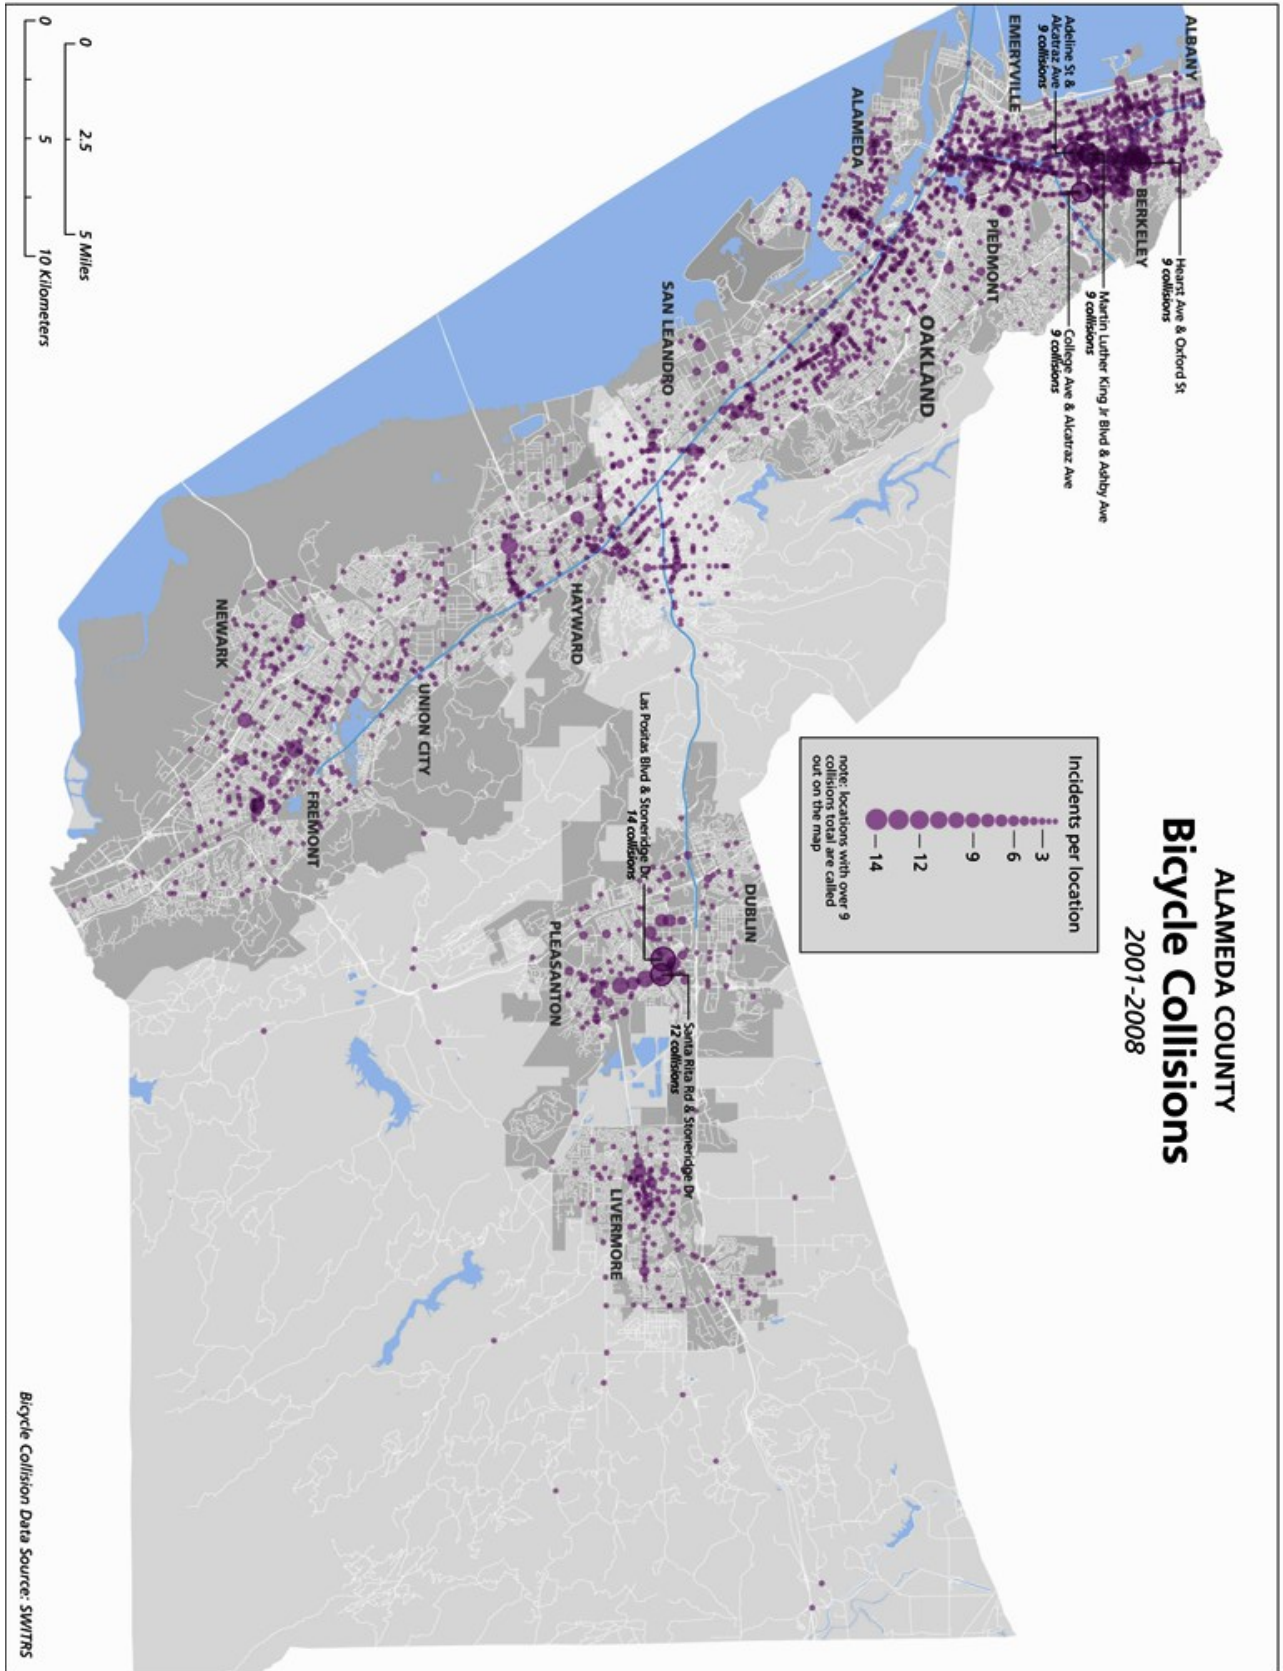 ALAMEDA COUNTY
Bicycle Collisions
2001-2008
Incidents per location
3
6
9
12
14
note: locations with over 9
collisions total are called
out on the map
ALBANY
Hearst Ave & Oxford St
9 collisions
BERKELEY
Martin Luther King Jr Blvd & Ashby Ave
9 collisions
College Ave & Alcatraz Ave
9 collisions
Adeline St &
Alcatraz Ave
9 collisions
EMERYVILLE
PIEDMONT
OAKLAND
ALAMEDA
SAN LEANDRO
HAYWARD
UNION CITY
NEWARK
FREMONT
DUBLIN
Las Positas Blvd & Stoneridge Dr
14 collisions
Santa Rita Rd & Stoneridge Dr
12 collisions
PLEASANTON
LIVERMORE
0
2.5
5 Miles
0
5
10 Kilometers
Bicycle Collision Data Source: SWITRS